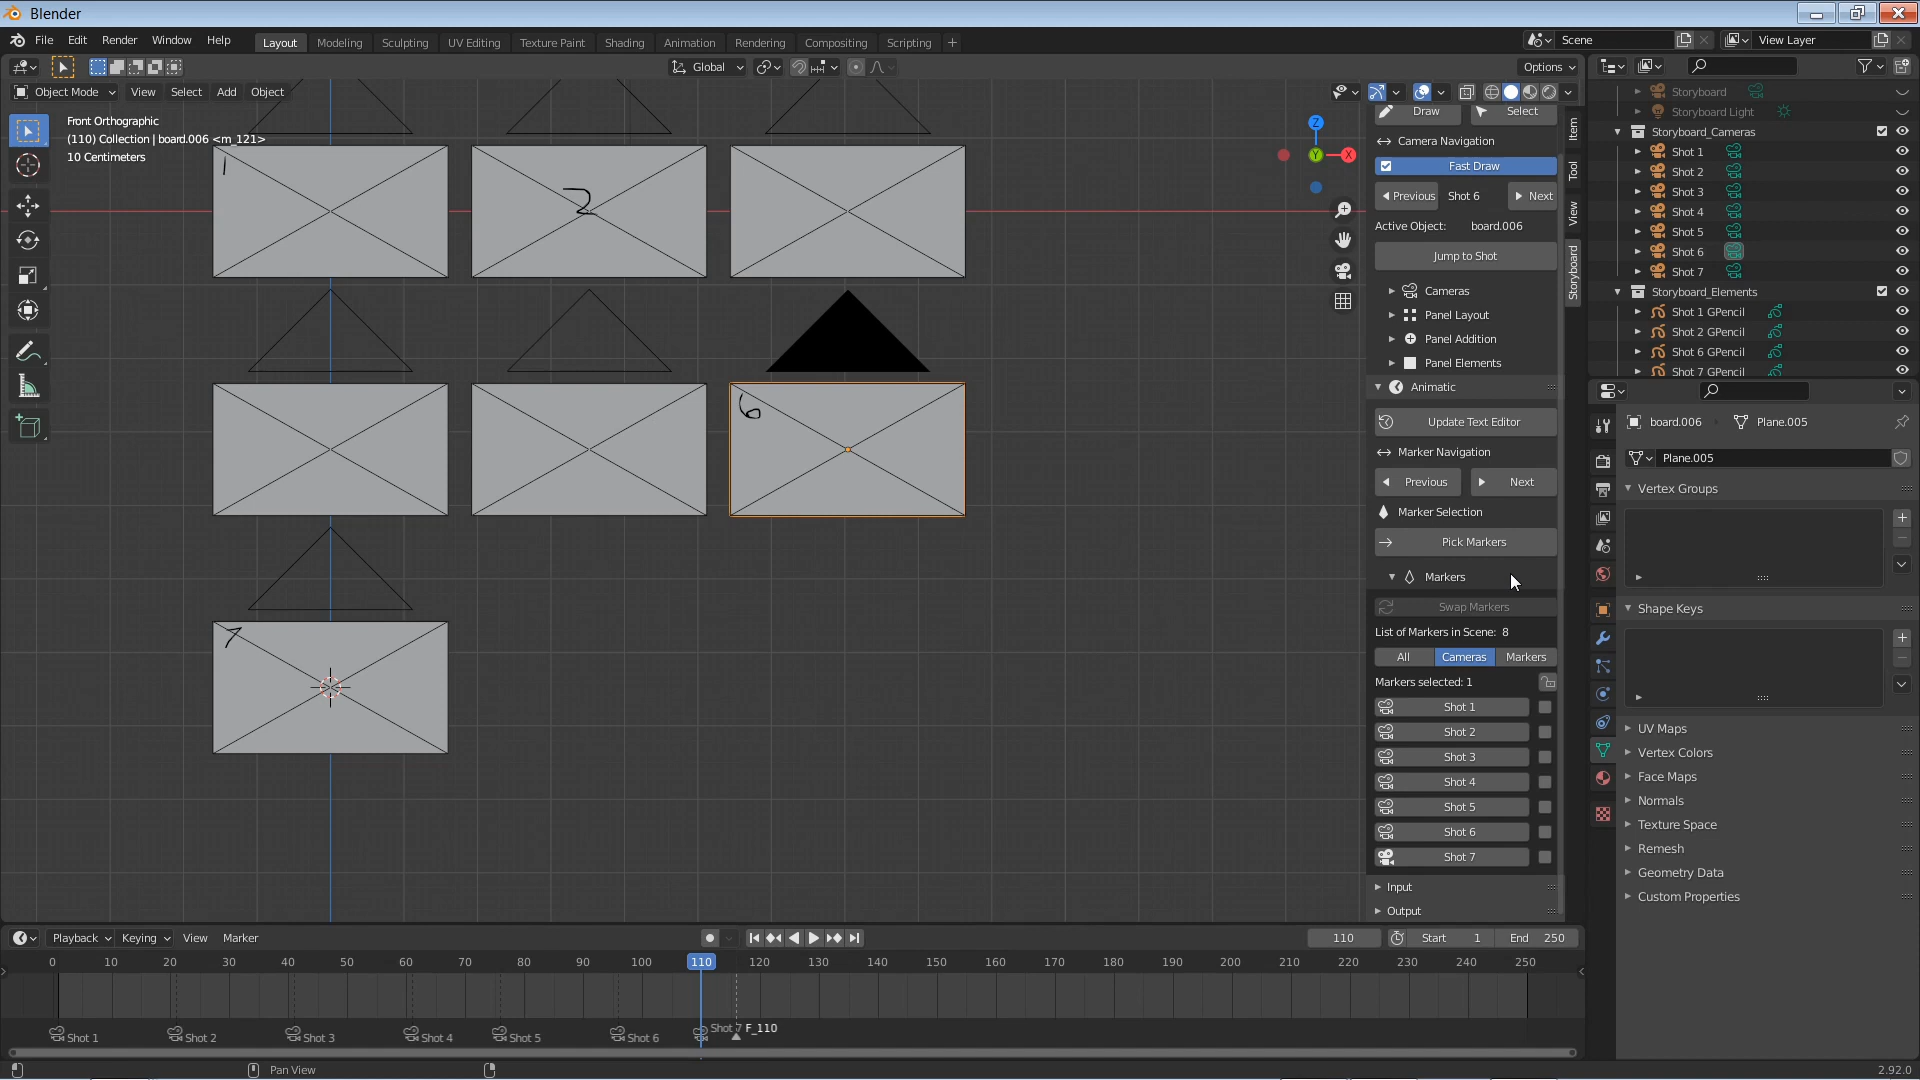 Blender
File Edit Render Window Help Layout Modeling Sculpting UV Editing Texture Paint Shading Animation Rendering Compositing Scripting + Scene View Layer
Global Options
Object Mode View Select Add Object
Front Orthographic
(110) Collection | board.006 <m_121>
10 Centimeters
1
2
6
7
Z
Y
X
Item
Tool
View
Storyboard
Draw Select
Camera Navigation
Fast Draw
Previous Shot 6 Next
Active Object: board.006
Jump to Shot
Cameras
Panel Layout
Panel Addition
Panel Elements
Animatic
Update Text Editor
Marker Navigation
Previous Next
Marker Selection
Pick Markers
Markers
Swap Markers
List of Markers in Scene: 8
All Cameras Markers
Markers selected: 1
Shot 1
Shot 2
Shot 3
Shot 4
Shot 5
Shot 6
Shot 7
Input
Output
Storyboard
Storyboard Light
Storyboard_Cameras
Shot 1
Shot 2
Shot 3
Shot 4
Shot 5
Shot 6
Shot 7
Storyboard_Elements
Shot 1 GPencil
Shot 2 GPencil
Shot 6 GPencil
Shot 7 GPencil
board.006 Plane.005
Plane.005
Vertex Groups
Shape Keys
UV Maps
Vertex Colors
Face Maps
Normals
Texture Space
Remesh
Geometry Data
Custom Properties
Playback Keying View Marker 110 Start 1 End 250
0 10 20 30 40 50 60 70 80 90 100 110 120 130 140 150 160 170 180 190 200 210 220 230 240 250
Shot 1 Shot 2 Shot 3 Shot 4 Shot 5 Shot 6 Shot 7 F_110
Pan View 2.92.0